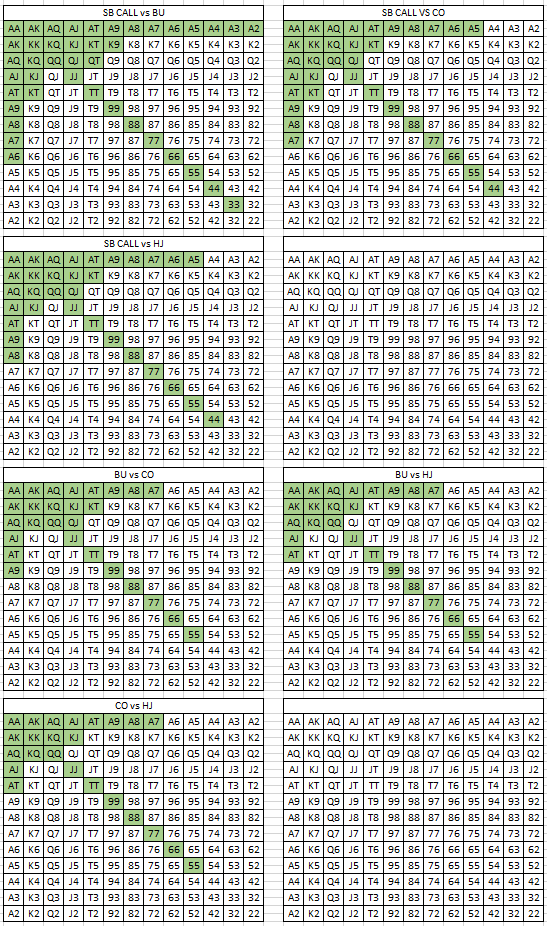 SB CALL vs BU
AA AK AQ AJ AT A9 A8 A7 A6 A5 A4 A3 A2
AK KK KQ KJ KT K9 K8 K7 K6 K5 K4 K3 K2
AQ KQ QQ QJ QT Q9 Q8 Q7 Q6 Q5 Q4 Q3 Q2
AJ KJ QJ JJ JT J9 J8 J7 J6 J5 J4 J3 J2
AT KT QT JT TT T9 T8 T7 T6 T5 T4 T3 T2
A9 K9 Q9 J9 T9 99 98 97 96 95 94 93 92
A8 K8 Q8 J8 T8 98 88 87 86 85 84 83 82
A7 K7 Q7 J7 T7 97 87 77 76 75 74 73 72
A6 K6 Q6 J6 T6 96 86 76 66 65 64 63 62
A5 K5 Q5 J5 T5 95 85 75 65 55 54 53 52
A4 K4 Q4 J4 T4 94 84 74 64 54 44 43 42
A3 K3 Q3 J3 T3 93 83 73 63 53 43 33 32
A2 K2 Q2 J2 T2 92 82 72 62 52 42 32 22
SB CALL VS CO
AA AK AQ AJ AT A9 A8 A7 A6 A5 A4 A3 A2
AK KK KQ KJ KT K9 K8 K7 K6 K5 K4 K3 K2
AQ KQ QQ QJ QT Q9 Q8 Q7 Q6 Q5 Q4 Q3 Q2
AJ KJ QJ JJ JT J9 J8 J7 J6 J5 J4 J3 J2
AT KT QT JT TT T9 T8 T7 T6 T5 T4 T3 T2
A9 K9 Q9 J9 T9 99 98 97 96 95 94 93 92
A8 K8 Q8 J8 T8 98 88 87 86 85 84 83 82
A7 K7 Q7 J7 T7 97 87 77 76 75 74 73 72
A6 K6 Q6 J6 T6 96 86 76 66 65 64 63 62
A5 K5 Q5 J5 T5 95 85 75 65 55 54 53 52
A4 K4 Q4 J4 T4 94 84 74 64 54 44 43 42
A3 K3 Q3 J3 T3 93 83 73 63 53 43 33 32
A2 K2 Q2 J2 T2 92 82 72 62 52 42 32 22
SB CALL vs HJ
AA AK AQ AJ AT A9 A8 A7 A6 A5 A4 A3 A2
AK KK KQ KJ KT K9 K8 K7 K6 K5 K4 K3 K2
AQ KQ QQ QJ QT Q9 Q8 Q7 Q6 Q5 Q4 Q3 Q2
AJ KJ QJ JJ JT J9 J8 J7 J6 J5 J4 J3 J2
AT KT QT JT TT T9 T8 T7 T6 T5 T4 T3 T2
A9 K9 Q9 J9 T9 99 98 97 96 95 94 93 92
A8 K8 Q8 J8 T8 98 88 87 86 85 84 83 82
A7 K7 Q7 J7 T7 97 87 77 76 75 74 73 72
A6 K6 Q6 J6 T6 96 86 76 66 65 64 63 62
A5 K5 Q5 J5 T5 95 85 75 65 55 54 53 52
A4 K4 Q4 J4 T4 94 84 74 64 54 44 43 42
A3 K3 Q3 J3 T3 93 83 73 63 53 43 33 32
A2 K2 Q2 J2 T2 92 82 72 62 52 42 32 22
AA AK AQ AJ AT A9 A8 A7 A6 A5 A4 A3 A2
AK KK KQ KJ KT K9 K8 K7 K6 K5 K4 K3 K2
AQ KQ QQ QJ QT Q9 Q8 Q7 Q6 Q5 Q4 Q3 Q2
AJ KJ QJ JJ JT J9 J8 J7 J6 J5 J4 J3 J2
AT KT QT JT TT T9 T8 T7 T6 T5 T4 T3 T2
A9 K9 Q9 J9 T9 99 98 97 96 95 94 93 92
A8 K8 Q8 J8 T8 98 88 87 86 85 84 83 82
A7 K7 Q7 J7 T7 97 87 77 76 75 74 73 72
A6 K6 Q6 J6 T6 96 86 76 66 65 64 63 62
A5 K5 Q5 J5 T5 95 85 75 65 55 54 53 52
A4 K4 Q4 J4 T4 94 84 74 64 54 44 43 42
A3 K3 Q3 J3 T3 93 83 73 63 53 43 33 32
A2 K2 Q2 J2 T2 92 82 72 62 52 42 32 22
BU vs CO
AA AK AQ AJ AT A9 A8 A7 A6 A5 A4 A3 A2
AK KK KQ KJ KT K9 K8 K7 K6 K5 K4 K3 K2
AQ KQ QQ QJ QT Q9 Q8 Q7 Q6 Q5 Q4 Q3 Q2
AJ KJ QJ JJ JT J9 J8 J7 J6 J5 J4 J3 J2
AT KT QT JT TT T9 T8 T7 T6 T5 T4 T3 T2
A9 K9 Q9 J9 T9 99 98 97 96 95 94 93 92
A8 K8 Q8 J8 T8 98 88 87 86 85 84 83 82
A7 K7 Q7 J7 T7 97 87 77 76 75 74 73 72
A6 K6 Q6 J6 T6 96 86 76 66 65 64 63 62
A5 K5 Q5 J5 T5 95 85 75 65 55 54 53 52
A4 K4 Q4 J4 T4 94 84 74 64 54 44 43 42
A3 K3 Q3 J3 T3 93 83 73 63 53 43 33 32
A2 K2 Q2 J2 T2 92 82 72 62 52 42 32 22
BU vs HJ
AA AK AQ AJ AT A9 A8 A7 A6 A5 A4 A3 A2
AK KK KQ KJ KT K9 K8 K7 K6 K5 K4 K3 K2
AQ KQ QQ QJ QT Q9 Q8 Q7 Q6 Q5 Q4 Q3 Q2
AJ KJ QJ JJ JT J9 J8 J7 J6 J5 J4 J3 J2
AT KT QT JT TT T9 T8 T7 T6 T5 T4 T3 T2
A9 K9 Q9 J9 T9 99 98 97 96 95 94 93 92
A8 K8 Q8 J8 T8 98 88 87 86 85 84 83 82
A7 K7 Q7 J7 T7 97 87 77 76 75 74 73 72
A6 K6 Q6 J6 T6 96 86 76 66 65 64 63 62
A5 K5 Q5 J5 T5 95 85 75 65 55 54 53 52
A4 K4 Q4 J4 T4 94 84 74 64 54 44 43 42
A3 K3 Q3 J3 T3 93 83 73 63 53 43 33 32
A2 K2 Q2 J2 T2 92 82 72 62 52 42 32 22
CO vs HJ
AA AK AQ AJ AT A9 A8 A7 A6 A5 A4 A3 A2
AK KK KQ KJ KT K9 K8 K7 K6 K5 K4 K3 K2
AQ KQ QQ QJ QT Q9 Q8 Q7 Q6 Q5 Q4 Q3 Q2
AJ KJ QJ JJ JT J9 J8 J7 J6 J5 J4 J3 J2
AT KT QT JT TT T9 T8 T7 T6 T5 T4 T3 T2
A9 K9 Q9 J9 T9 99 98 97 96 95 94 93 92
A8 K8 Q8 J8 T8 98 88 87 86 85 84 83 82
A7 K7 Q7 J7 T7 97 87 77 76 75 74 73 72
A6 K6 Q6 J6 T6 96 86 76 66 65 64 63 62
A5 K5 Q5 J5 T5 95 85 75 65 55 54 53 52
A4 K4 Q4 J4 T4 94 84 74 64 54 44 43 42
A3 K3 Q3 J3 T3 93 83 73 63 53 43 33 32
A2 K2 Q2 J2 T2 92 82 72 62 52 42 32 22
AA AK AQ AJ AT A9 A8 A7 A6 A5 A4 A3 A2
AK KK KQ KJ KT K9 K8 K7 K6 K5 K4 K3 K2
AQ KQ QQ QJ QT Q9 Q8 Q7 Q6 Q5 Q4 Q3 Q2
AJ KJ QJ JJ JT J9 J8 J7 J6 J5 J4 J3 J2
AT KT QT JT TT T9 T8 T7 T6 T5 T4 T3 T2
A9 K9 Q9 J9 T9 99 98 97 96 95 94 93 92
A8 K8 Q8 J8 T8 98 88 87 86 85 84 83 82
A7 K7 Q7 J7 T7 97 87 77 76 75 74 73 72
A6 K6 Q6 J6 T6 96 86 76 66 65 64 63 62
A5 K5 Q5 J5 T5 95 85 75 65 55 54 53 52
A4 K4 Q4 J4 T4 94 84 74 64 54 44 43 42
A3 K3 Q3 J3 T3 93 83 73 63 53 43 33 32
A2 K2 Q2 J2 T2 92 82 72 62 52 42 32 22